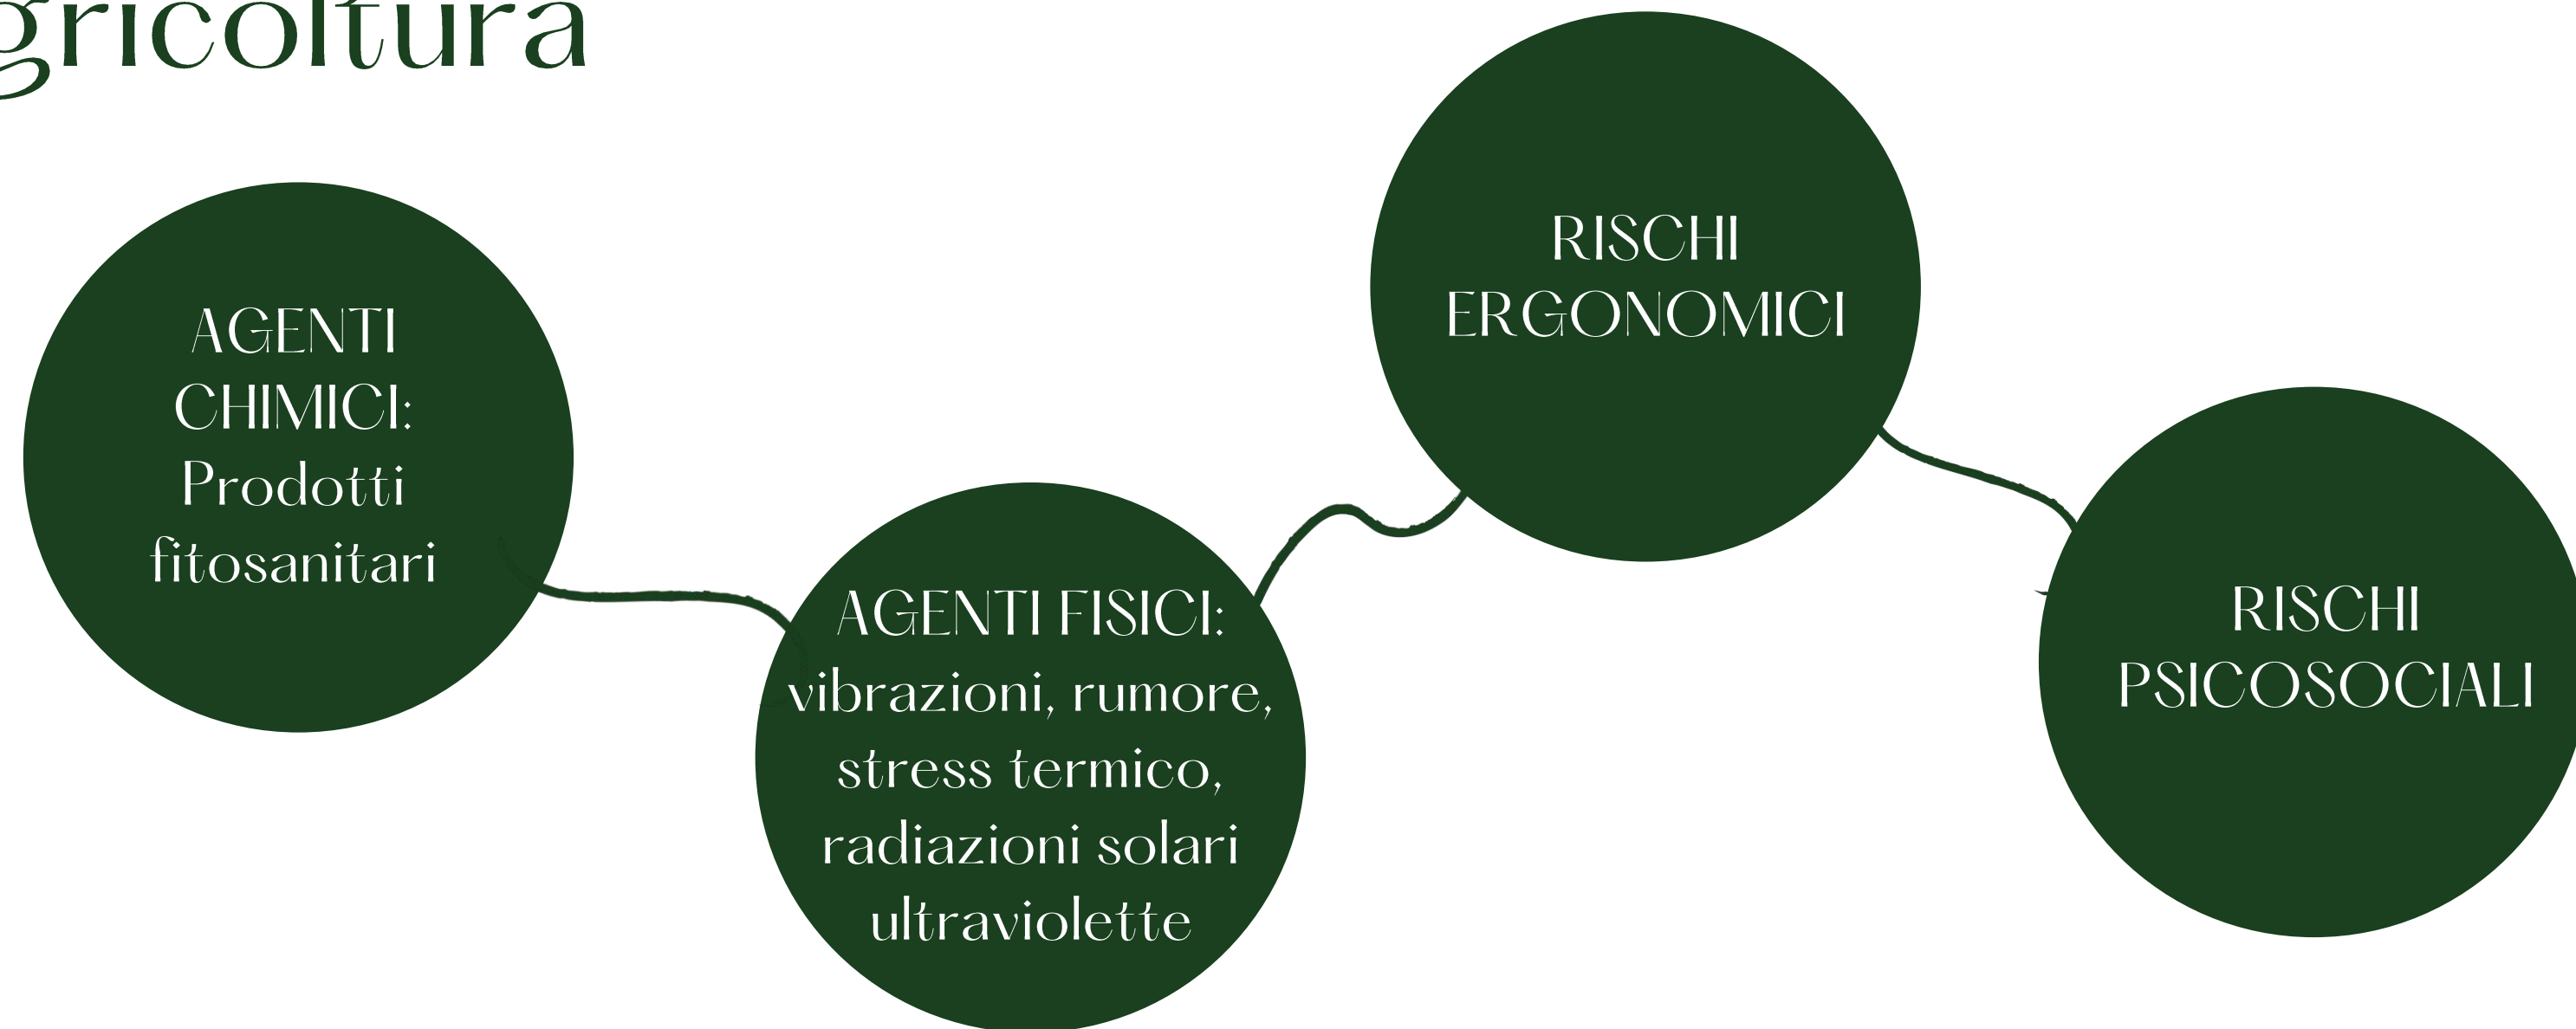 gricoltura
AGENTI
CHIMICI:
Prodotti
fitosanitari
AGENTI FISICI:
vibrazioni, rumore,
stress termico,
radiazioni solari
ultraviolette
RISCHI
ERGONOMICI
RISCHI
PSICOSOCIALI